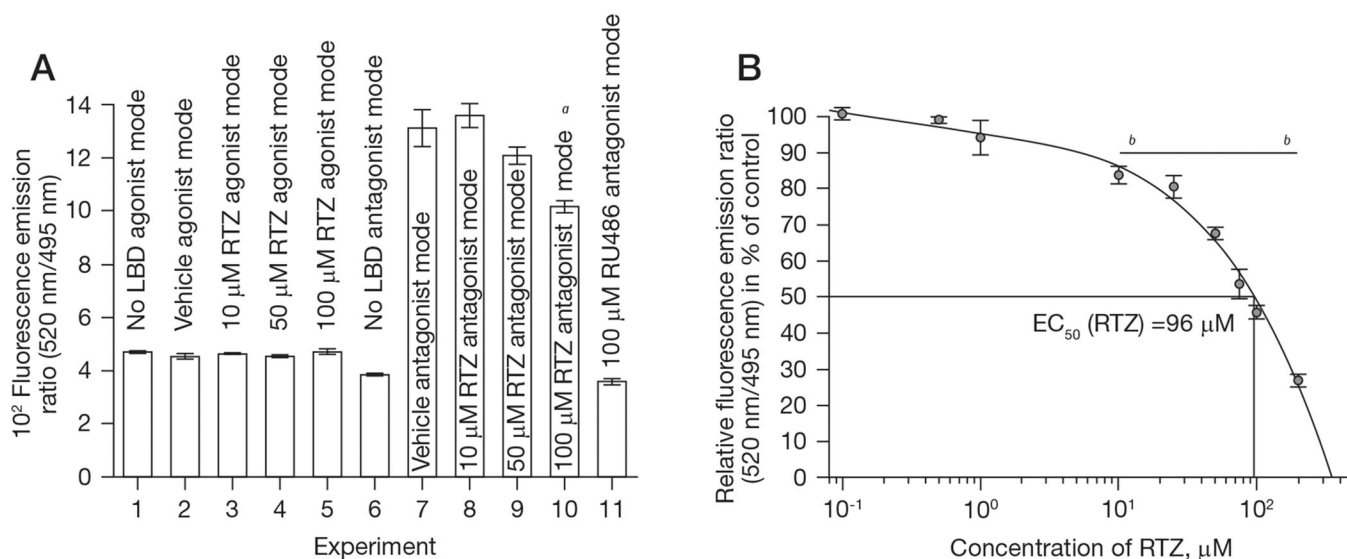 A
10² Fluorescence emission
ratio (520 nm/495 nm)
14
12
10
8
6
4
2
0
No LBD agonist mode
Vehicle agonist mode
10 µM RTZ agonist mode
50 µM RTZ agonist mode
100 µM RTZ agonist mode
No LBD antagonist mode
Vehicle antagonist mode
10 µM RTZ antagonist mode
50 µM RTZ antagonist mode
100 µM RTZ antagonist mode
a
100 µM RU486 antagonist mode
1 2 3 4 5 6 7 8 9 10 11
Experiment
B
Relative fluorescence emission ratio
(520 nm/495 nm) in % of control
100
90
80
70
60
50
40
30
20
10
0
b b
EC₅₀ (RTZ) =96 µM
10⁻¹ 10⁰ 10¹ 10²
Concentration of RTZ, µM